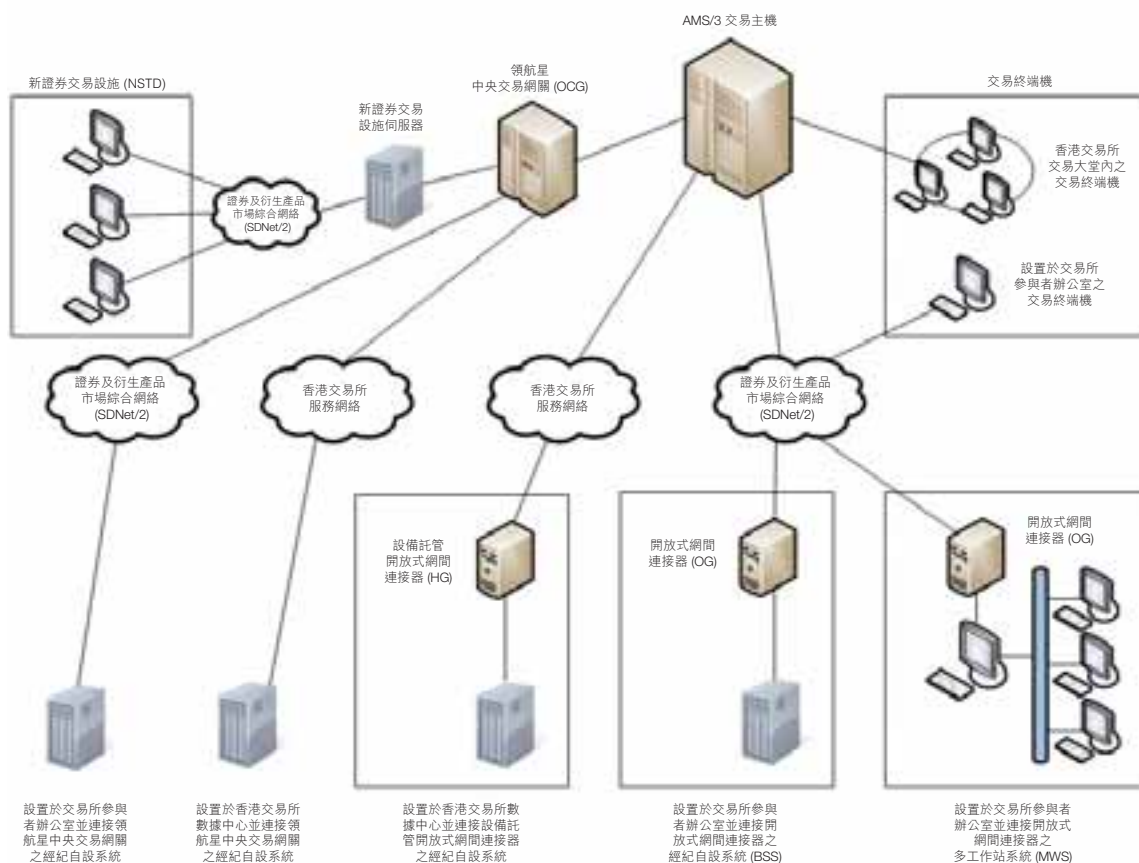 AMS/3 交易主機
領航星
中央交易網關 (OCG)
新證券交易設施 (NSTD)
交易終端機
新證券交易
設施伺服器
香港交易所
交易大堂內之
交易終端機
證券及衍生產品
市場綜合網絡
(SDNet/2)
設置於交易所
參與者辦公室之
交易終端機
證券及衍生產品
市場綜合網絡
(SDNet/2)
香港交易所
服務網絡
香港交易所
服務網絡
證券及衍生產品
市場綜合網絡
(SDNet/2)
設備託管
開放式網間
連接器 (HG)
開放式網間
連接器 (OG)
開放式網間
連接器 (OG)
設置於交易所參與
者辦公室並連接領
航星中央交易網關
之經紀自設系統
設置於香港交易所
數據中心並連接領
航星中央交易網關
之經紀自設系統
設置於香港交易所數
據中心並連接設備託
管開放式網間連接器
之經紀自設系統
設置於交易所參與
者辦公室並連接開
放式網間連接器之
經紀自設系統 (BSS)
設置於交易所參與者
辦公室並連接開放式
網間連接器之
多工作站系統 (MWS)